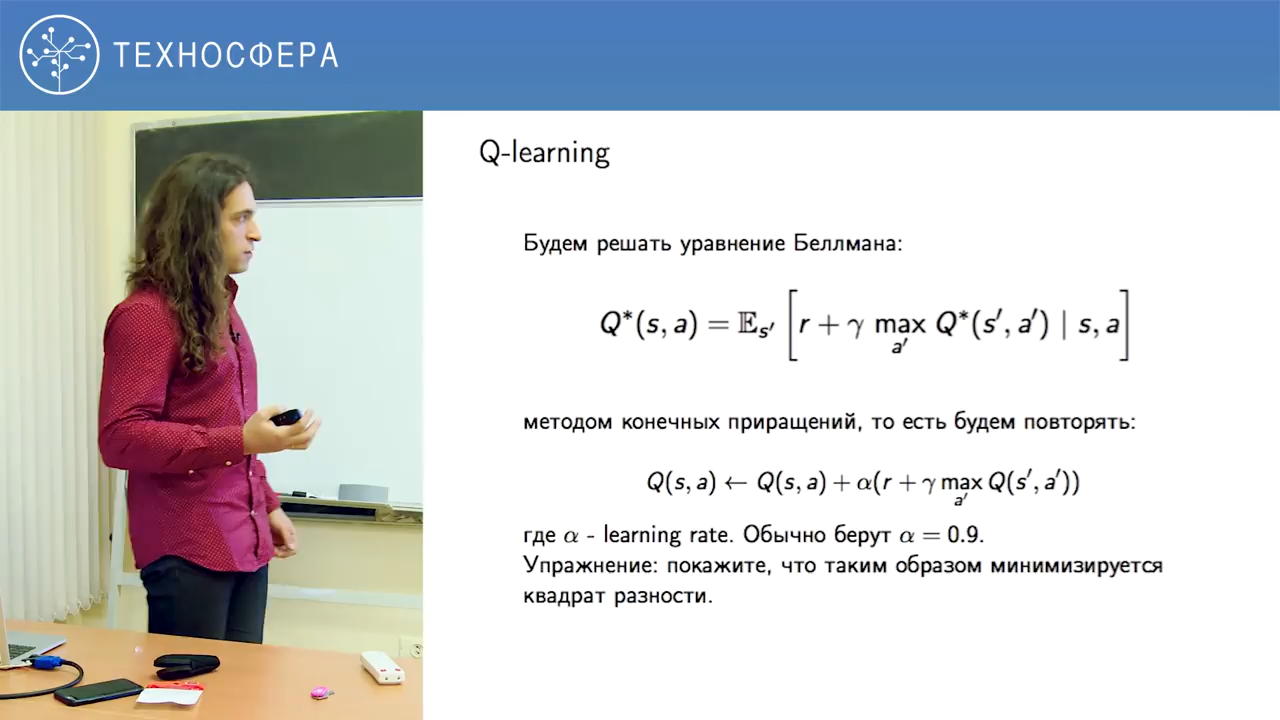 ТЕХНОСФЕРА
Q-learning
Будем решать уравнение Беллмана:
Q*(s, a) = 𝔼_{s′} [ r + γ max_{a′} Q*(s′, a′) | s, a ]
методом конечных приращений, то есть будем повторять:
Q(s, a) ← Q(s, a) + α(r + γ max_{a′} Q(s′, a′))
где α - learning rate. Обычно берут α = 0.9.
Упражнение: покажите, что таким образом минимизируется
квадрат разности.